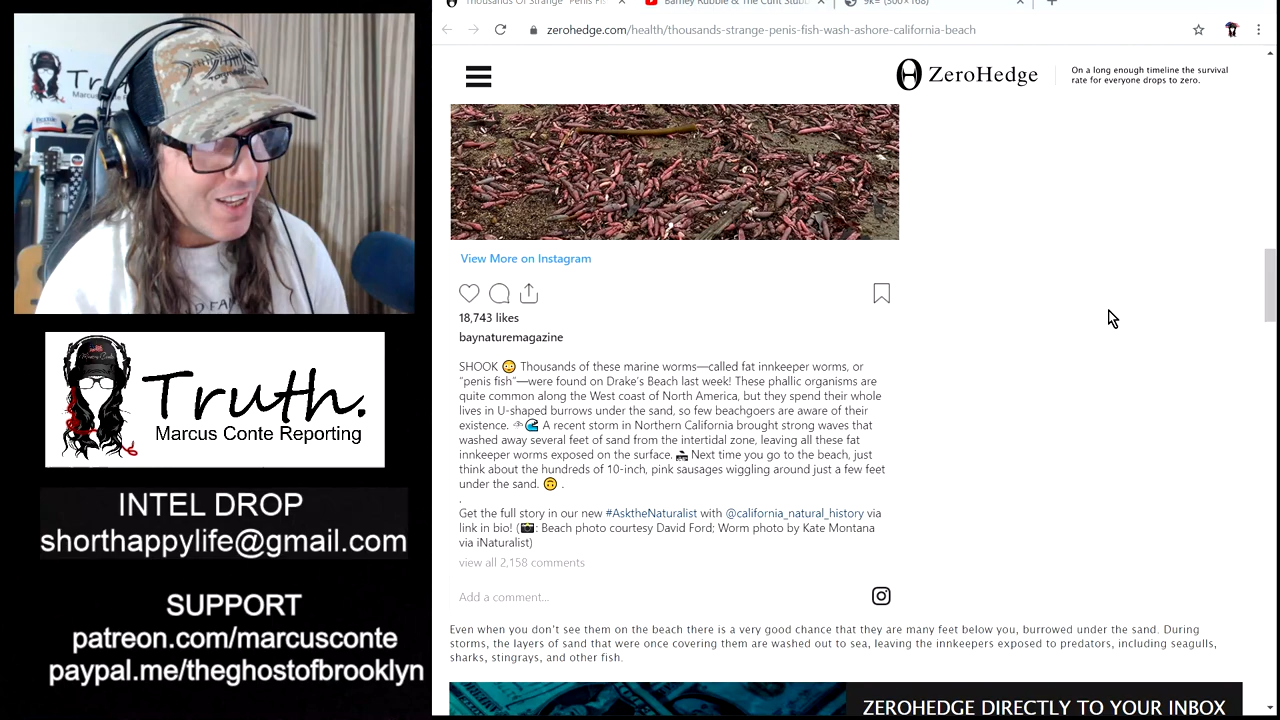 Thousands Of Strange "Penis Fis
Barney Rubble & The Cunt Stubb
9k= (300×168)
zerohedge.com/health/thousands-strange-penis-fish-wash-ashore-california-beach
ZeroHedge
On a long enough timeline the survival
rate for everyone drops to zero.
View More on Instagram
18,743 likes
baynaturemagazine
SHOOK 😳 Thousands of these marine worms—called fat innkeeper worms, or
"penis fish"—were found on Drake's Beach last week! These phallic organisms are
quite common along the West coast of North America, but they spend their whole
lives in U-shaped burrows under the sand, so few beachgoers are aware of their
existence. 🌧🌊 A recent storm in Northern California brought strong waves that
washed away several feet of sand from the intertidal zone, leaving all these fat
innkeeper worms exposed on the surface. 🏖 Next time you go to the beach, just
think about the hundreds of 10-inch, pink sausages wiggling around just a few feet
under the sand. 🙃 .
.
Get the full story in our new #AsktheNaturalist with @california_natural_history via
link in bio! (📸: Beach photo courtesy David Ford; Worm photo by Kate Montana
via iNaturalist)
view all 2,158 comments
Add a comment...
Even when you don't see them on the beach there is a very good chance that they are many feet below you, burrowed under the sand. During
storms, the layers of sand that were once covering them are washed out to sea, leaving the innkeepers exposed to predators, including seagulls,
sharks, stingrays, and other fish.
ZEROHEDGE DIRECTLY TO YOUR INBOX
Truth.
Marcus Conte Reporting
INTEL DROP
shorthappylife@gmail.com
SUPPORT
patreon.com/marcusconte
paypal.me/theghostofbrooklyn